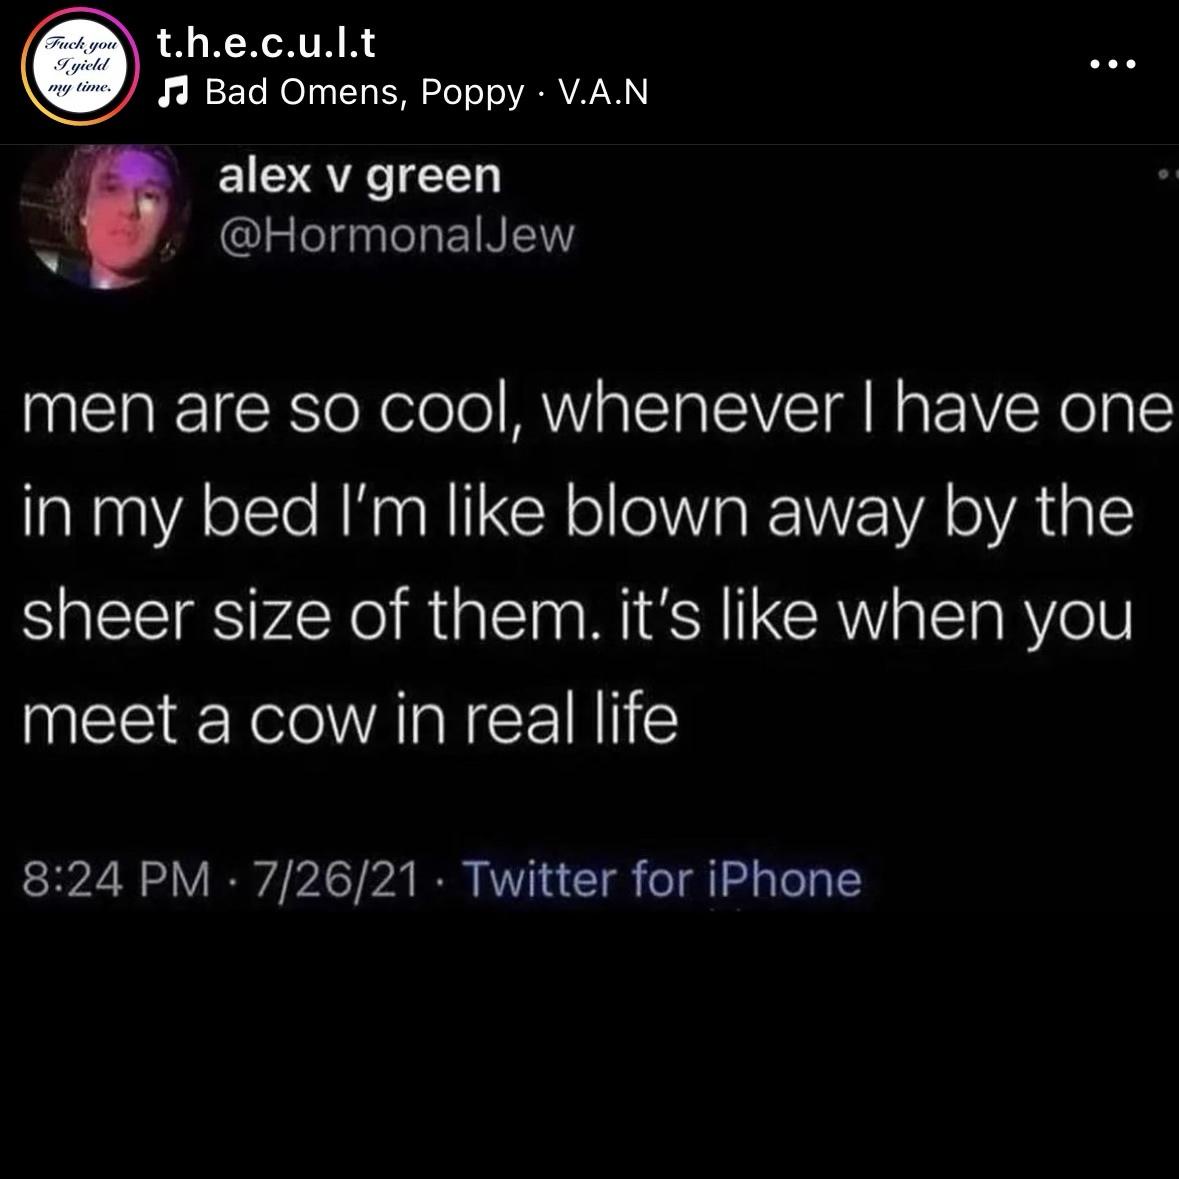 Fuck you
I yield
my time.
t.h.e.c.u.l.t
Bad Omens, Poppy · V.A.N
alex v green
@HormonalJew
men are so cool, whenever I have one
in my bed I'm like blown away by the
sheer size of them. it's like when you
meet a cow in real life
8:24 PM · 7/26/21 · Twitter for iPhone